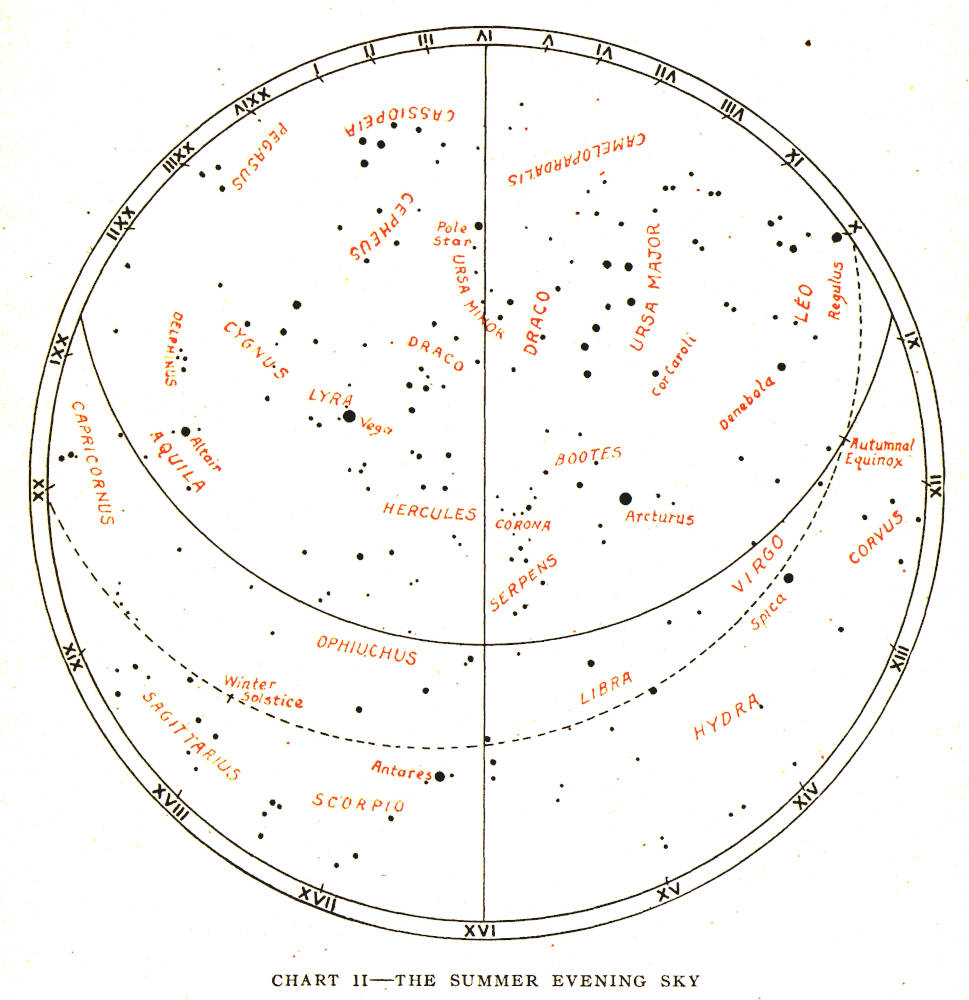 IV
III
V
II
VI
I
VII
XXIV
VIII
CASSIOPEIA
PEGASUS
CAMELOPARDALIS
XXIII
IX
XXII
X
CEPHEUS
Pole
Star
URSA MINOR
DRACO
URSA MAJOR
LEO
Regulus
XXI
XI
DELPHINUS
CYGNUS
DRACO
Cor Caroli
Denebola
LYRA
Vega
CAPRICORNUS
AQUILA
Altair
BOOTES
Autumnal
Equinox
XX
XII
HERCULES
CORONA
Arcturus
CORVUS
VIRGO
SERPENS
Spica
XIX
XIII
OPHIUCHUS
Winter
Solstice
LIBRA
HYDRA
SAGITTARIUS
Antares
SCORPIO
XVIII
XIV
XVII
XV
XVI
CHART II—THE SUMMER EVENING SKY